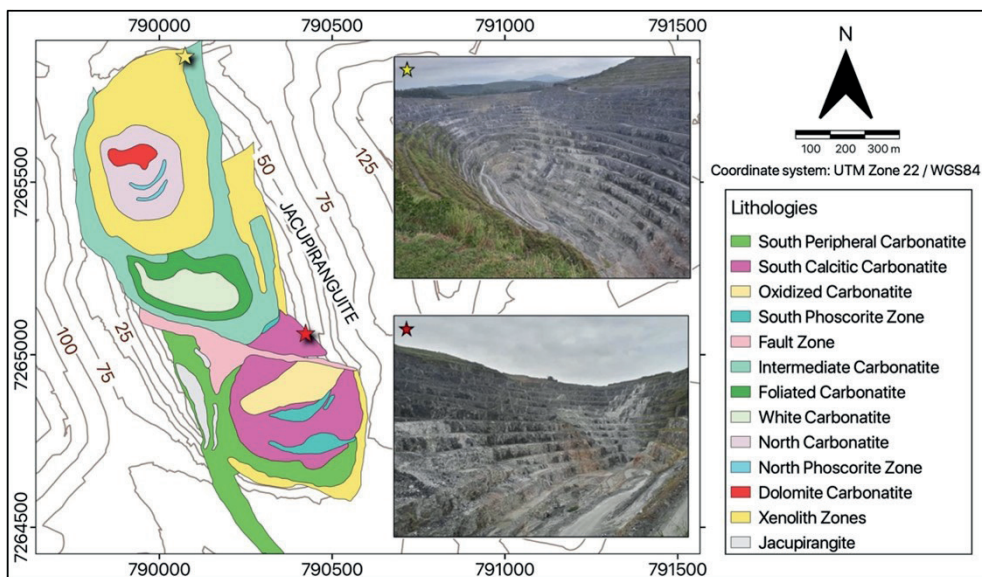 790000 790500 791000 791500
N
100 200 300 m
Coordinate system: UTM Zone 22 / WGS84
7265500
7265000
7264500
50
75
125
JACUPIRANGUITE
100
25
75
Lithologies
South Peripheral Carbonatite
South Calcitic Carbonatite
Oxidized Carbonatite
South Phoscorite Zone
Fault Zone
Intermediate Carbonatite
Foliated Carbonatite
White Carbonatite
North Carbonatite
North Phoscorite Zone
Dolomite Carbonatite
Xenolith Zones
Jacupirangite
790000 790500 791000 791500